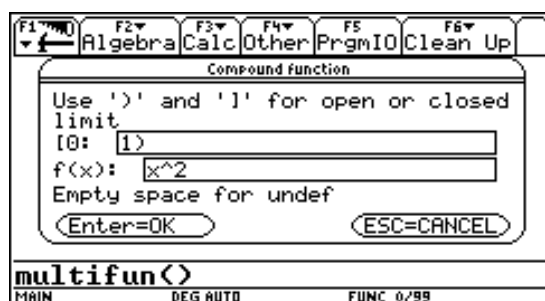 F1 F2 F3 F4 F5 F6
Algebra Calc Other PrgmIO Clean Up
Compound function
Use ')' and ']' for open or closed
limit
[0: 1)
f(x): x^2
Empty space for undef
Enter=OK ESC=CANCEL
multifun()
MAIN DEG AUTO FUNC 0/99